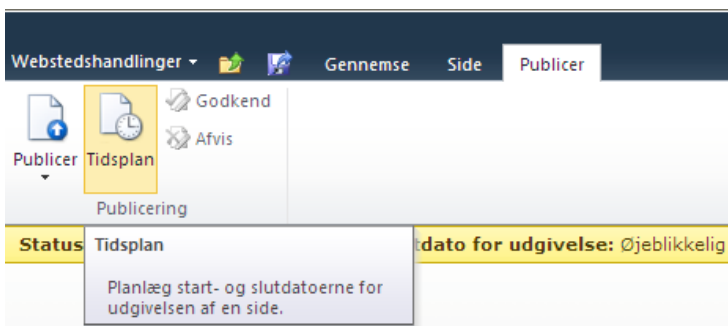 Webstedshandlinger Gennemse Side Publicer
Godkend
Afvis
Publicer Tidsplan
Publicering
Status dato for udgivelse: Øjeblikkelig
Tidsplan
Planlæg start- og slutdatoerne for
udgivelsen af en side.